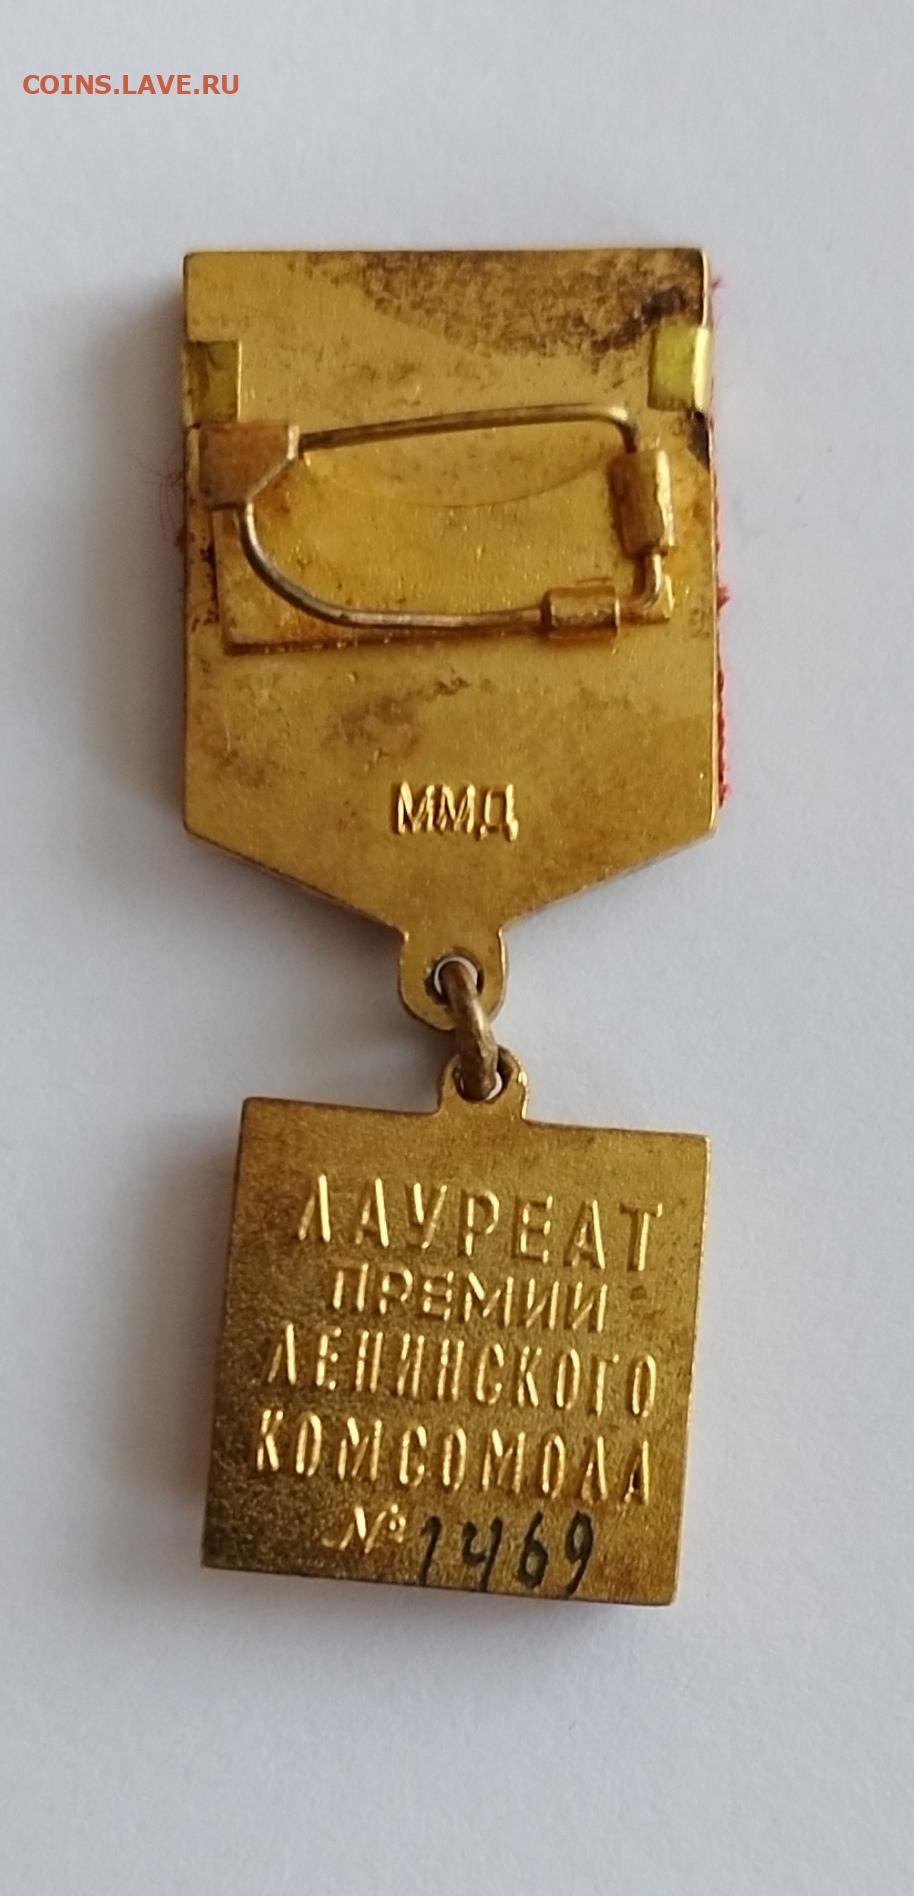 COINS.LAVE.RU
ММД
ЛАУРЕАТ
ПРЕМИИ
ЛЕНИНСКОГО
КОМСОМОЛА
№ 1469